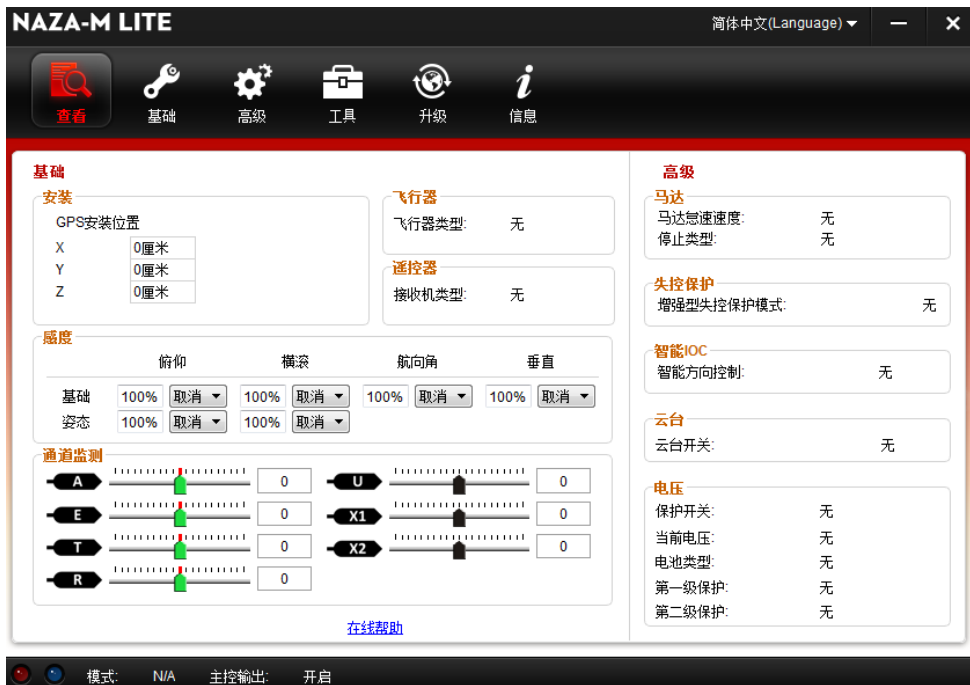 NAZA-M LITE
简体中文(Language)
查看 基础 高级 工具 升级 信息
基础
安装
GPS安装位置
X 0厘米
Y 0厘米
Z 0厘米
飞行器
飞行器类型: 无
遥控器
接收机类型: 无
感度
俯仰 横滚 航向角 垂直
基础 100% 取消 100% 取消 100% 取消 100% 取消
姿态 100% 取消 100% 取消
通道监测
A 0 U 0
E 0 X1 0
T 0 X2 0
R 0
在线帮助
高级
马达
马达怠速速度: 无
停止类型: 无
失控保护
增强型失控保护模式: 无
智能IOC
智能方向控制: 无
云台
云台开关: 无
电压
保护开关: 无
当前电压: 无
电池类型: 无
第一级保护: 无
第二级保护: 无
模式: N/A 主控输出: 开启